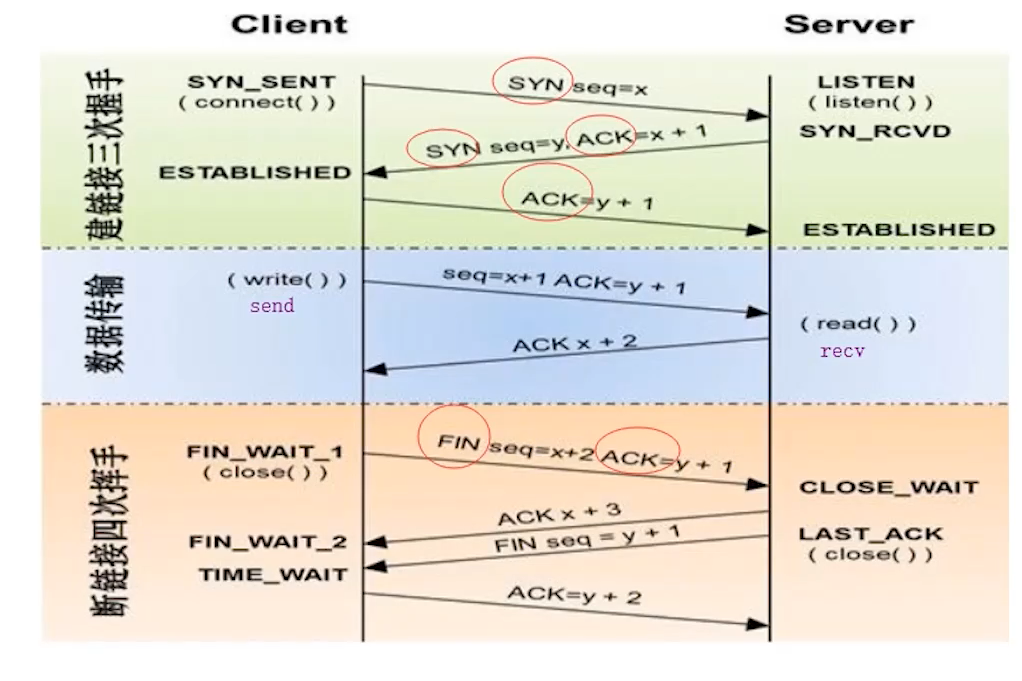 Client
Server
建链接三次握手
SYN_SENT
( connect( ) )
SYN seq=x
LISTEN
( listen( ) )
SYN seq=y, ACK=x + 1
SYN_RCVD
ESTABLISHED
ACK=y + 1
ESTABLISHED
数据传输
( write( ) )
send
seq=x+1 ACK=y + 1
( read( ) )
recv
ACK x + 2
断链接四次挥手
FIN_WAIT_1
( close( ) )
FIN seq=x+2 ACK=y + 1
CLOSE_WAIT
ACK x + 3
FIN_WAIT_2
FIN seq = y + 1
LAST_ACK
( close( ) )
TIME_WAIT
ACK=y + 2